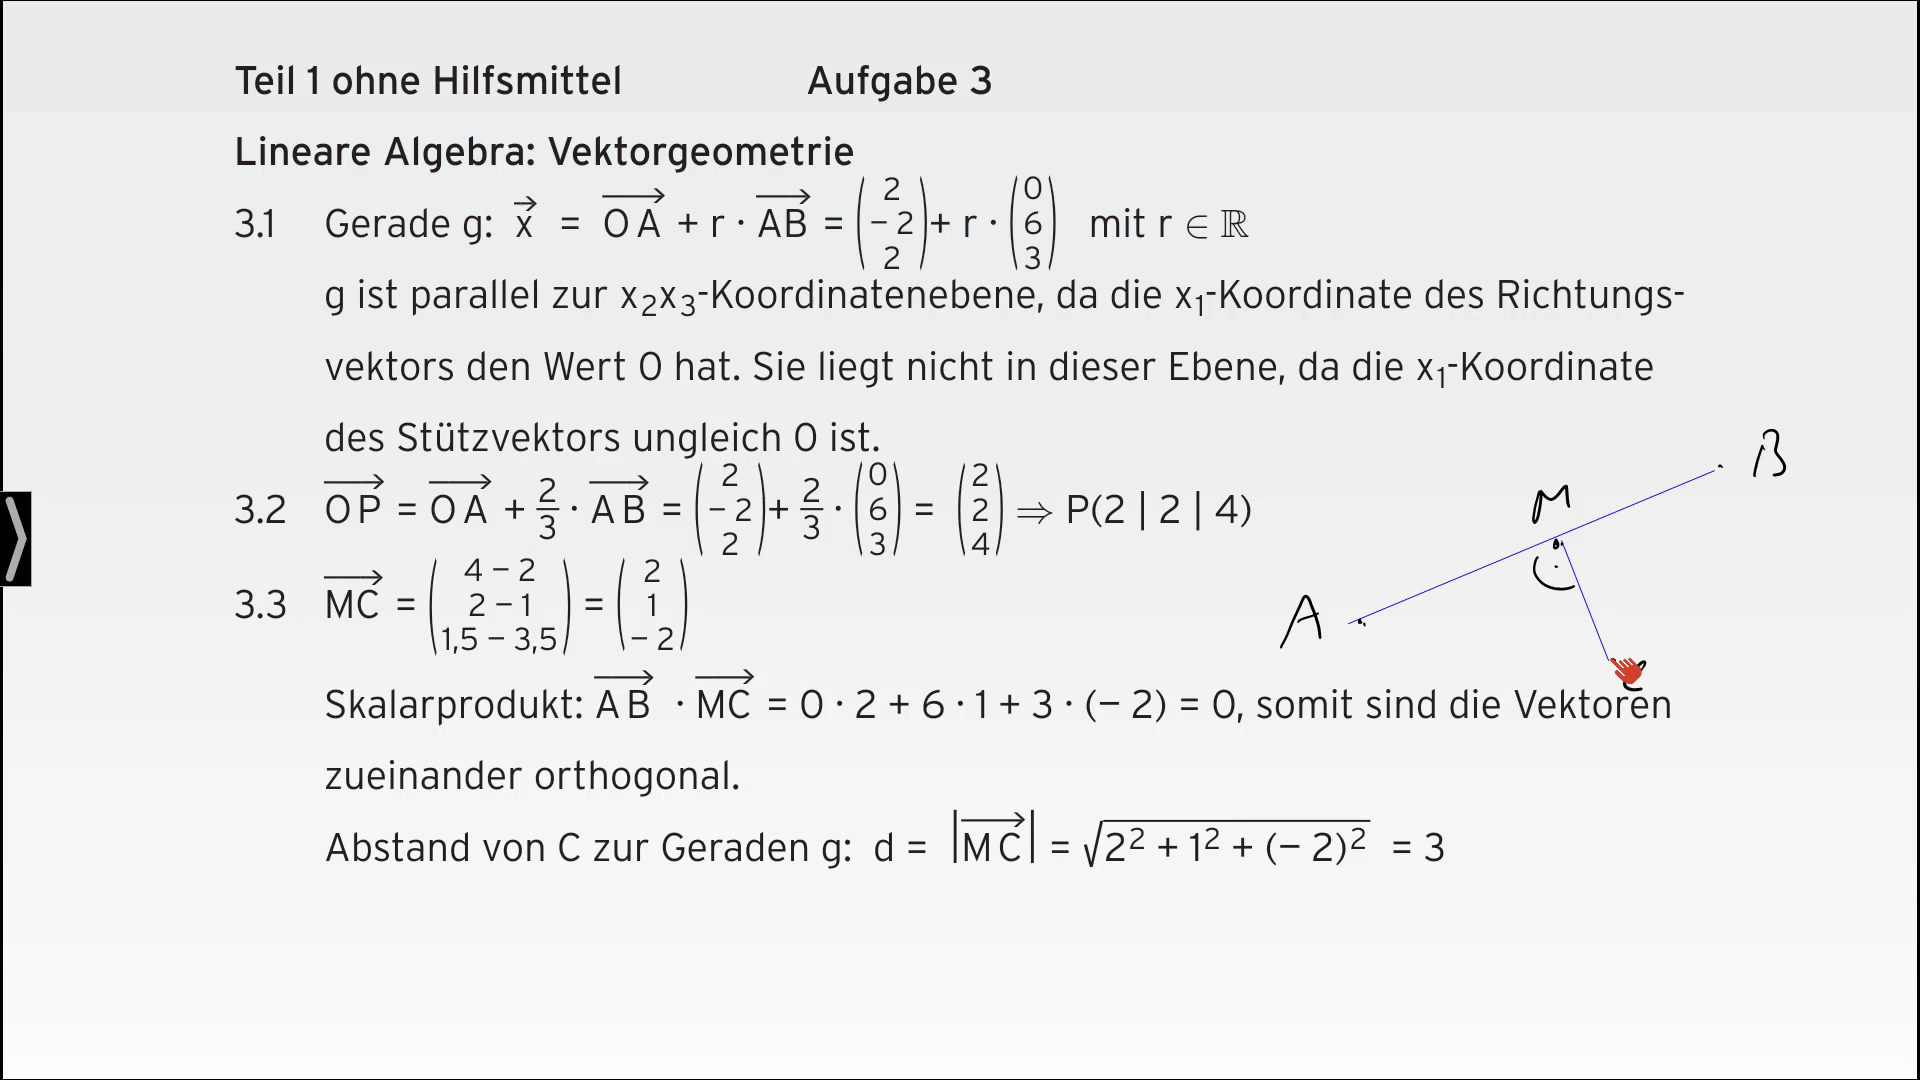 Teil 1 ohne Hilfsmittel Aufgabe 3
Lineare Algebra: Vektorgeometrie
3.1 Gerade g: x⃗ = OA⃗ + r · AB⃗ = (2 | −2 | 2) + r · (0 | 6 | 3) mit r ∈ ℝ
g ist parallel zur x₂x₃-Koordinatenebene, da die x₁-Koordinate des Richtungs-
vektors den Wert 0 hat. Sie liegt nicht in dieser Ebene, da die x₁-Koordinate
des Stützvektors ungleich 0 ist.
B
M
3.2 OP⃗ = OA⃗ + 2/3 · AB⃗ = (2 | −2 | 2) + 2/3 · (0 | 6 | 3) = (2 | 2 | 4) ⇒ P(2 | 2 | 4)
3.3 MC⃗ = (4 − 2 | 2 − 1 | 1,5 − 3,5) = (2 | 1 | −2)
A
Skalarprodukt: AB⃗ · MC⃗ = 0 · 2 + 6 · 1 + 3 · (− 2) = 0, somit sind die Vektoren
zueinander orthogonal.
Abstand von C zur Geraden g: d = |MC⃗| = √(2² + 1² + (− 2)²) = 3